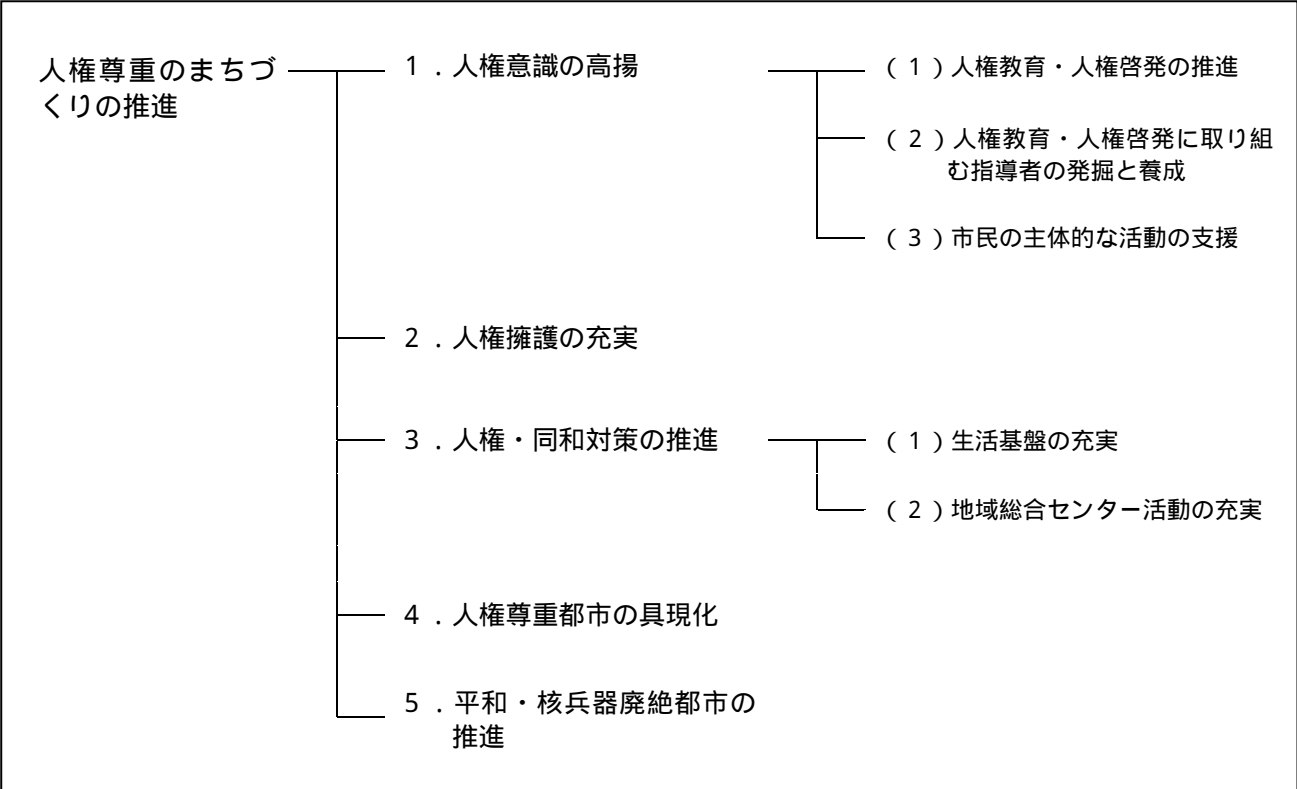 人権尊重のまちづ
くりの推進
1．人権意識の高揚
(1)人権教育・人権啓発の推進
(2)人権教育・人権啓発に取り組
む指導者の発掘と養成
(3)市民の主体的な活動の支援
2．人権擁護の充実
3．人権・同和対策の推進
(1)生活基盤の充実
(2)地域総合センター活動の充実
4．人権尊重都市の具現化
5．平和・核兵器廃絶都市の
推進